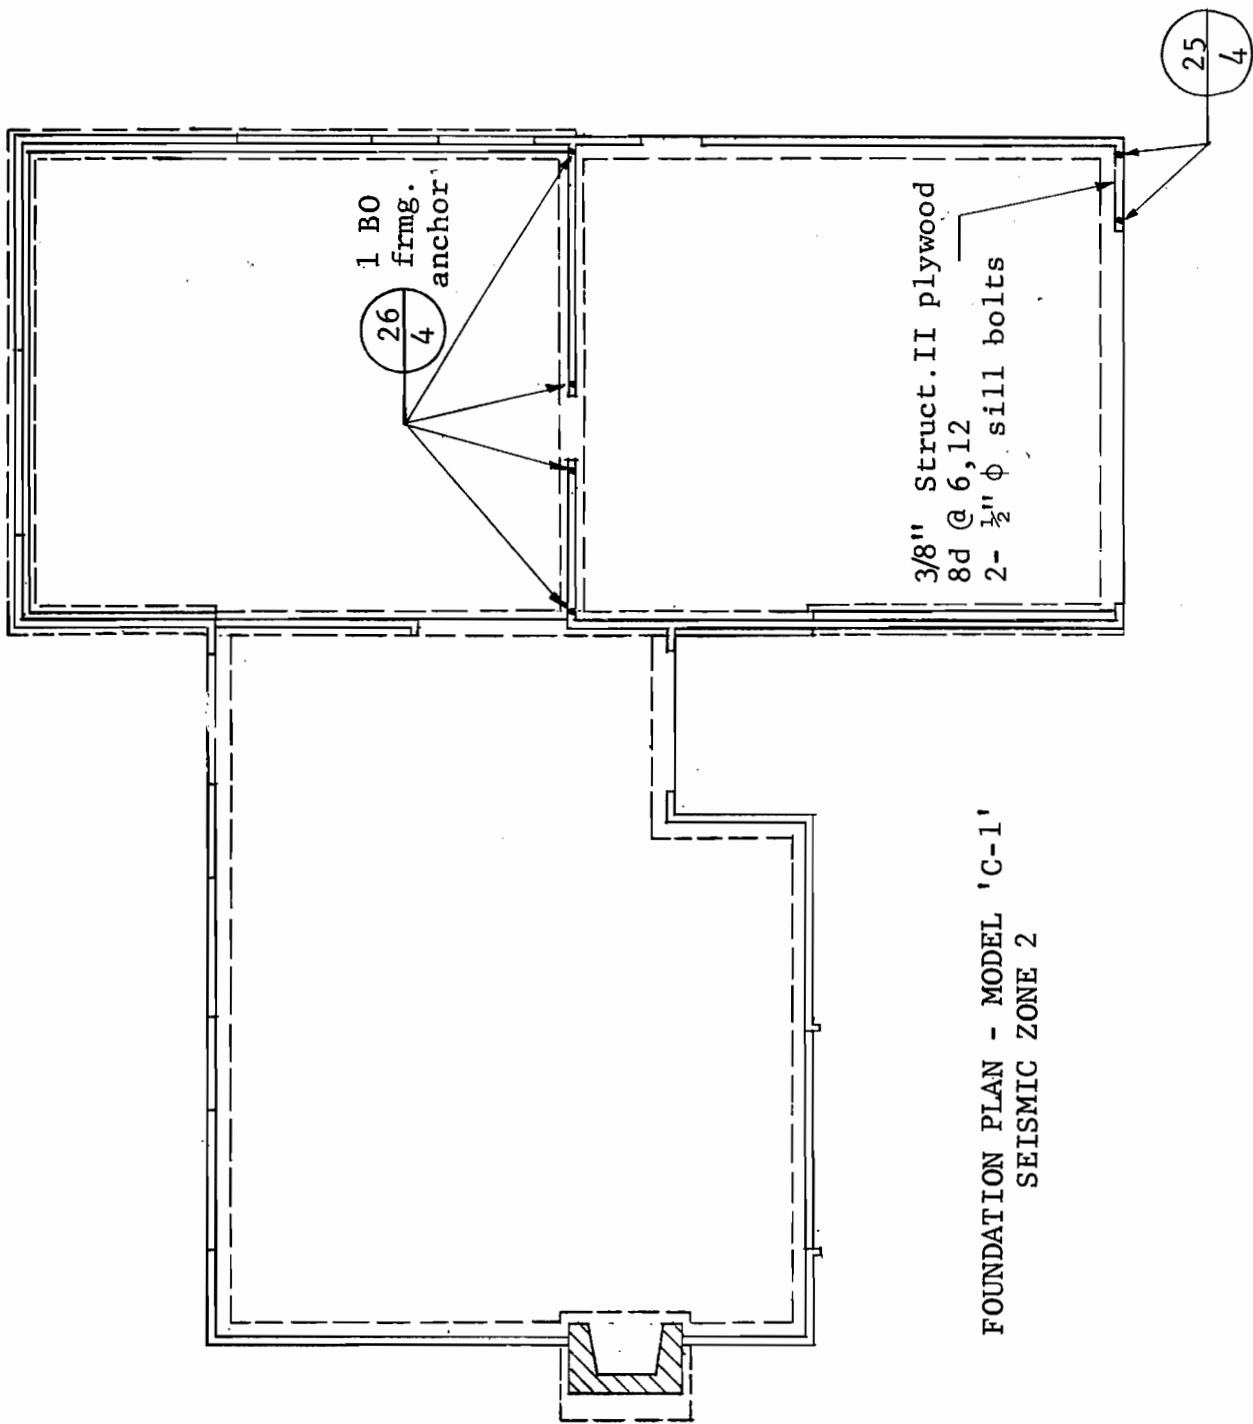 1 BO
frmg.
anchor
26
4
25
4
3/8" Struct.II plywood
8d @ 6,12
2- ½" ϕ sill bolts
FOUNDATION PLAN - MODEL 'C-1'
SEISMIC ZONE 2